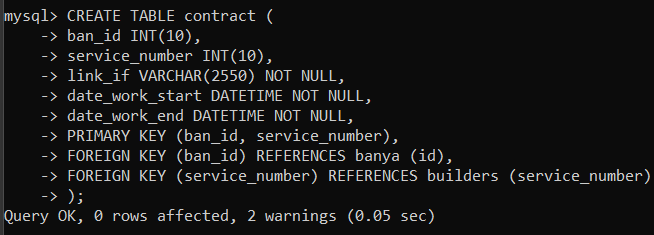 mysql> CREATE TABLE contract (
    -> ban_id INT(10),
    -> service_number INT(10),
    -> link_if VARCHAR(2550) NOT NULL,
    -> date_work_start DATETIME NOT NULL,
    -> date_work_end DATETIME NOT NULL,
    -> PRIMARY KEY (ban_id, service_number),
    -> FOREIGN KEY (ban_id) REFERENCES banya (id),
    -> FOREIGN KEY (service_number) REFERENCES builders (service_number)
    -> );
Query OK, 0 rows affected, 2 warnings (0.05 sec)